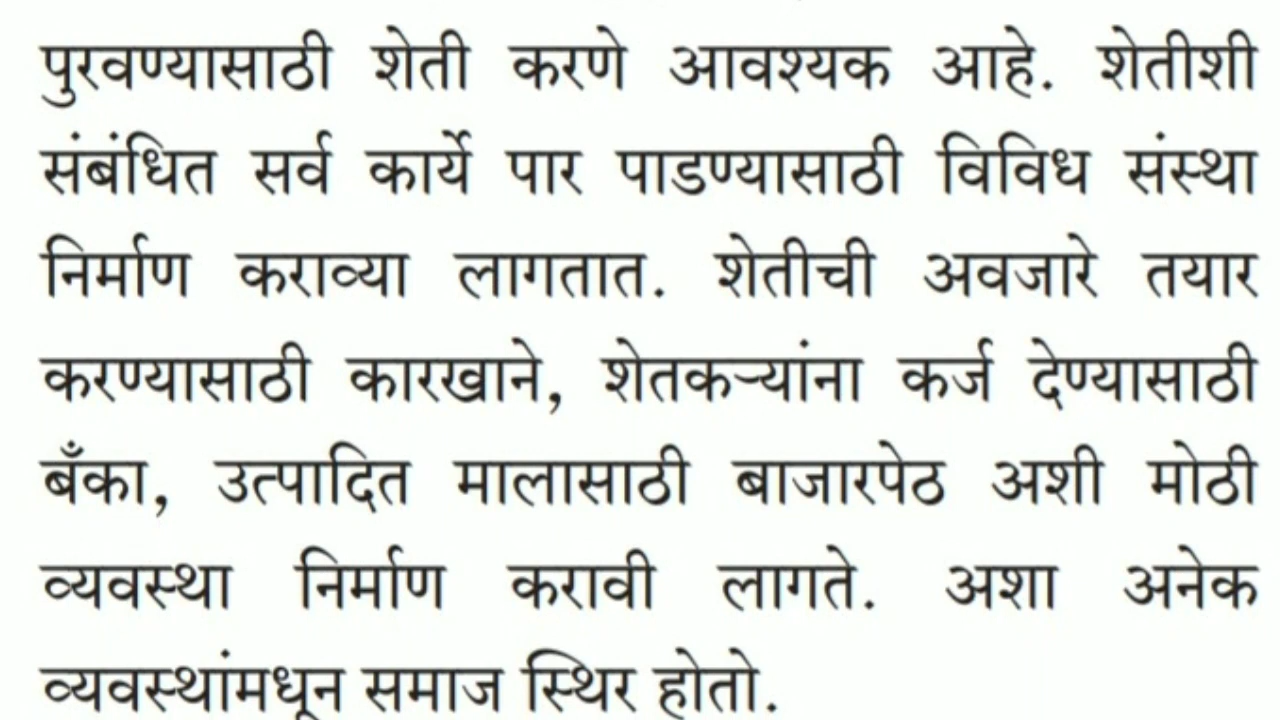 पुरवण्यासाठी शेती करणे आवश्यक आहे. शेतीशी
संबंधित सर्व कार्ये पार पाडण्यासाठी विविध संस्था
निर्माण कराव्या लागतात. शेतीची अवजारे तयार
करण्यासाठी कारखाने, शेतकऱ्यांना कर्ज देण्यासाठी
बँका, उत्पादित मालासाठी बाजारपेठ अशी मोठी
व्यवस्था निर्माण करावी लागते. अशा अनेक
व्यवस्थांमधून समाज स्थिर होतो.